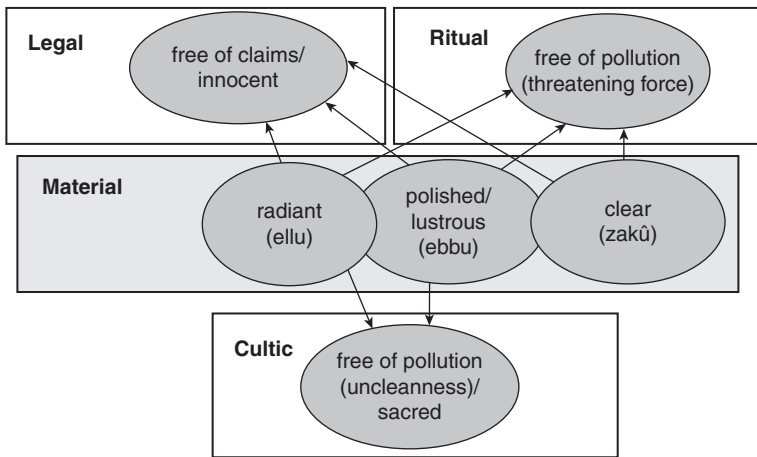 Legal
free of claims/
innocent
Ritual
free of pollution
(threatening force)
Material
radiant
(ellu)
polished/
lustrous
(ebbu)
clear
(zakû)
Cultic
free of pollution
(uncleanness)/
sacred